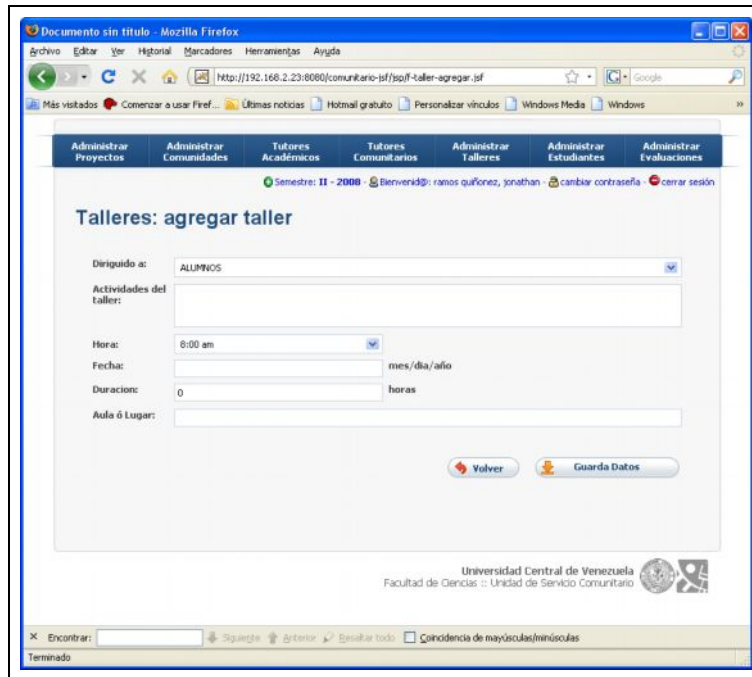 Documento sin título - Mozilla Firefox
Archivo Editar Ver Historial Marcadores Herramientas Ayuda
http://192.168.2.23:8080/comunitario-jsf/jsp/f-taller-agregar.jsf Google
Más visitados Comenzar a usar Firef... Últimas noticias Hotmail gratuito Personalizar vínculos Windows Media Windows »
Administrar Proyectos Administrar Comunidades Tutores Académicos Tutores Comunitarios Administrar Talleres Administrar Estudiantes Administrar Evaluaciones
Semestre: II - 2008 - Bienvenid@: ramos quiñonez, jonathan - cambiar contraseña - cerrar sesión
Talleres: agregar taller
Diriguido a: ALUMNOS
Actividades del
taller:
Hora: 8:00 am
Fecha: mes/dia/año
Duracion: 0 horas
Aula ó Lugar:
Volver Guarda Datos
Universidad Central de Venezuela
Facultad de Ciencias :: Unidad de Servicio Comunitario
× Encontrar: Siguiente Anterior Resaltar todo Coincidencia de mayúsculas/minúsculas
Terminado